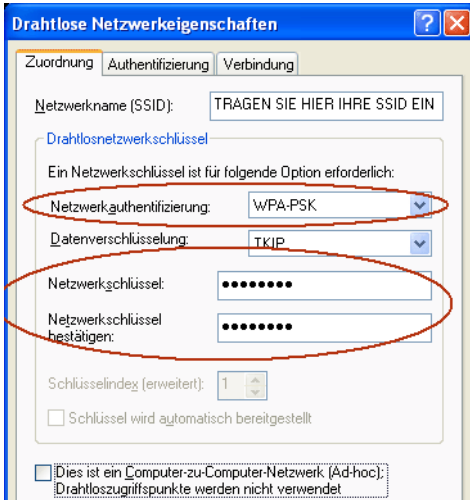 Drahtlose Netzwerkeigenschaften
Zuordnung Authentifizierung Verbindung
Netzwerkname (SSID): TRAGEN SIE HIER IHRE SSID EIN
Drahtlosnetzwerkschlüssel
Ein Netzwerkschlüssel ist für folgende Option erforderlich:
Netzwerkauthentifizierung: WPA-PSK
Datenverschlüsselung: TKIP
Netzwerkschlüssel: ••••••••
Netzwerkschlüssel
bestätigen: ••••••••
Schlüsselindex (erweitert): 1
Schlüssel wird automatisch bereitgestellt
Dies ist ein Computer-zu-Computer-Netzwerk (Ad-hoc);
Drahtloszugriffspunkte werden nicht verwendet